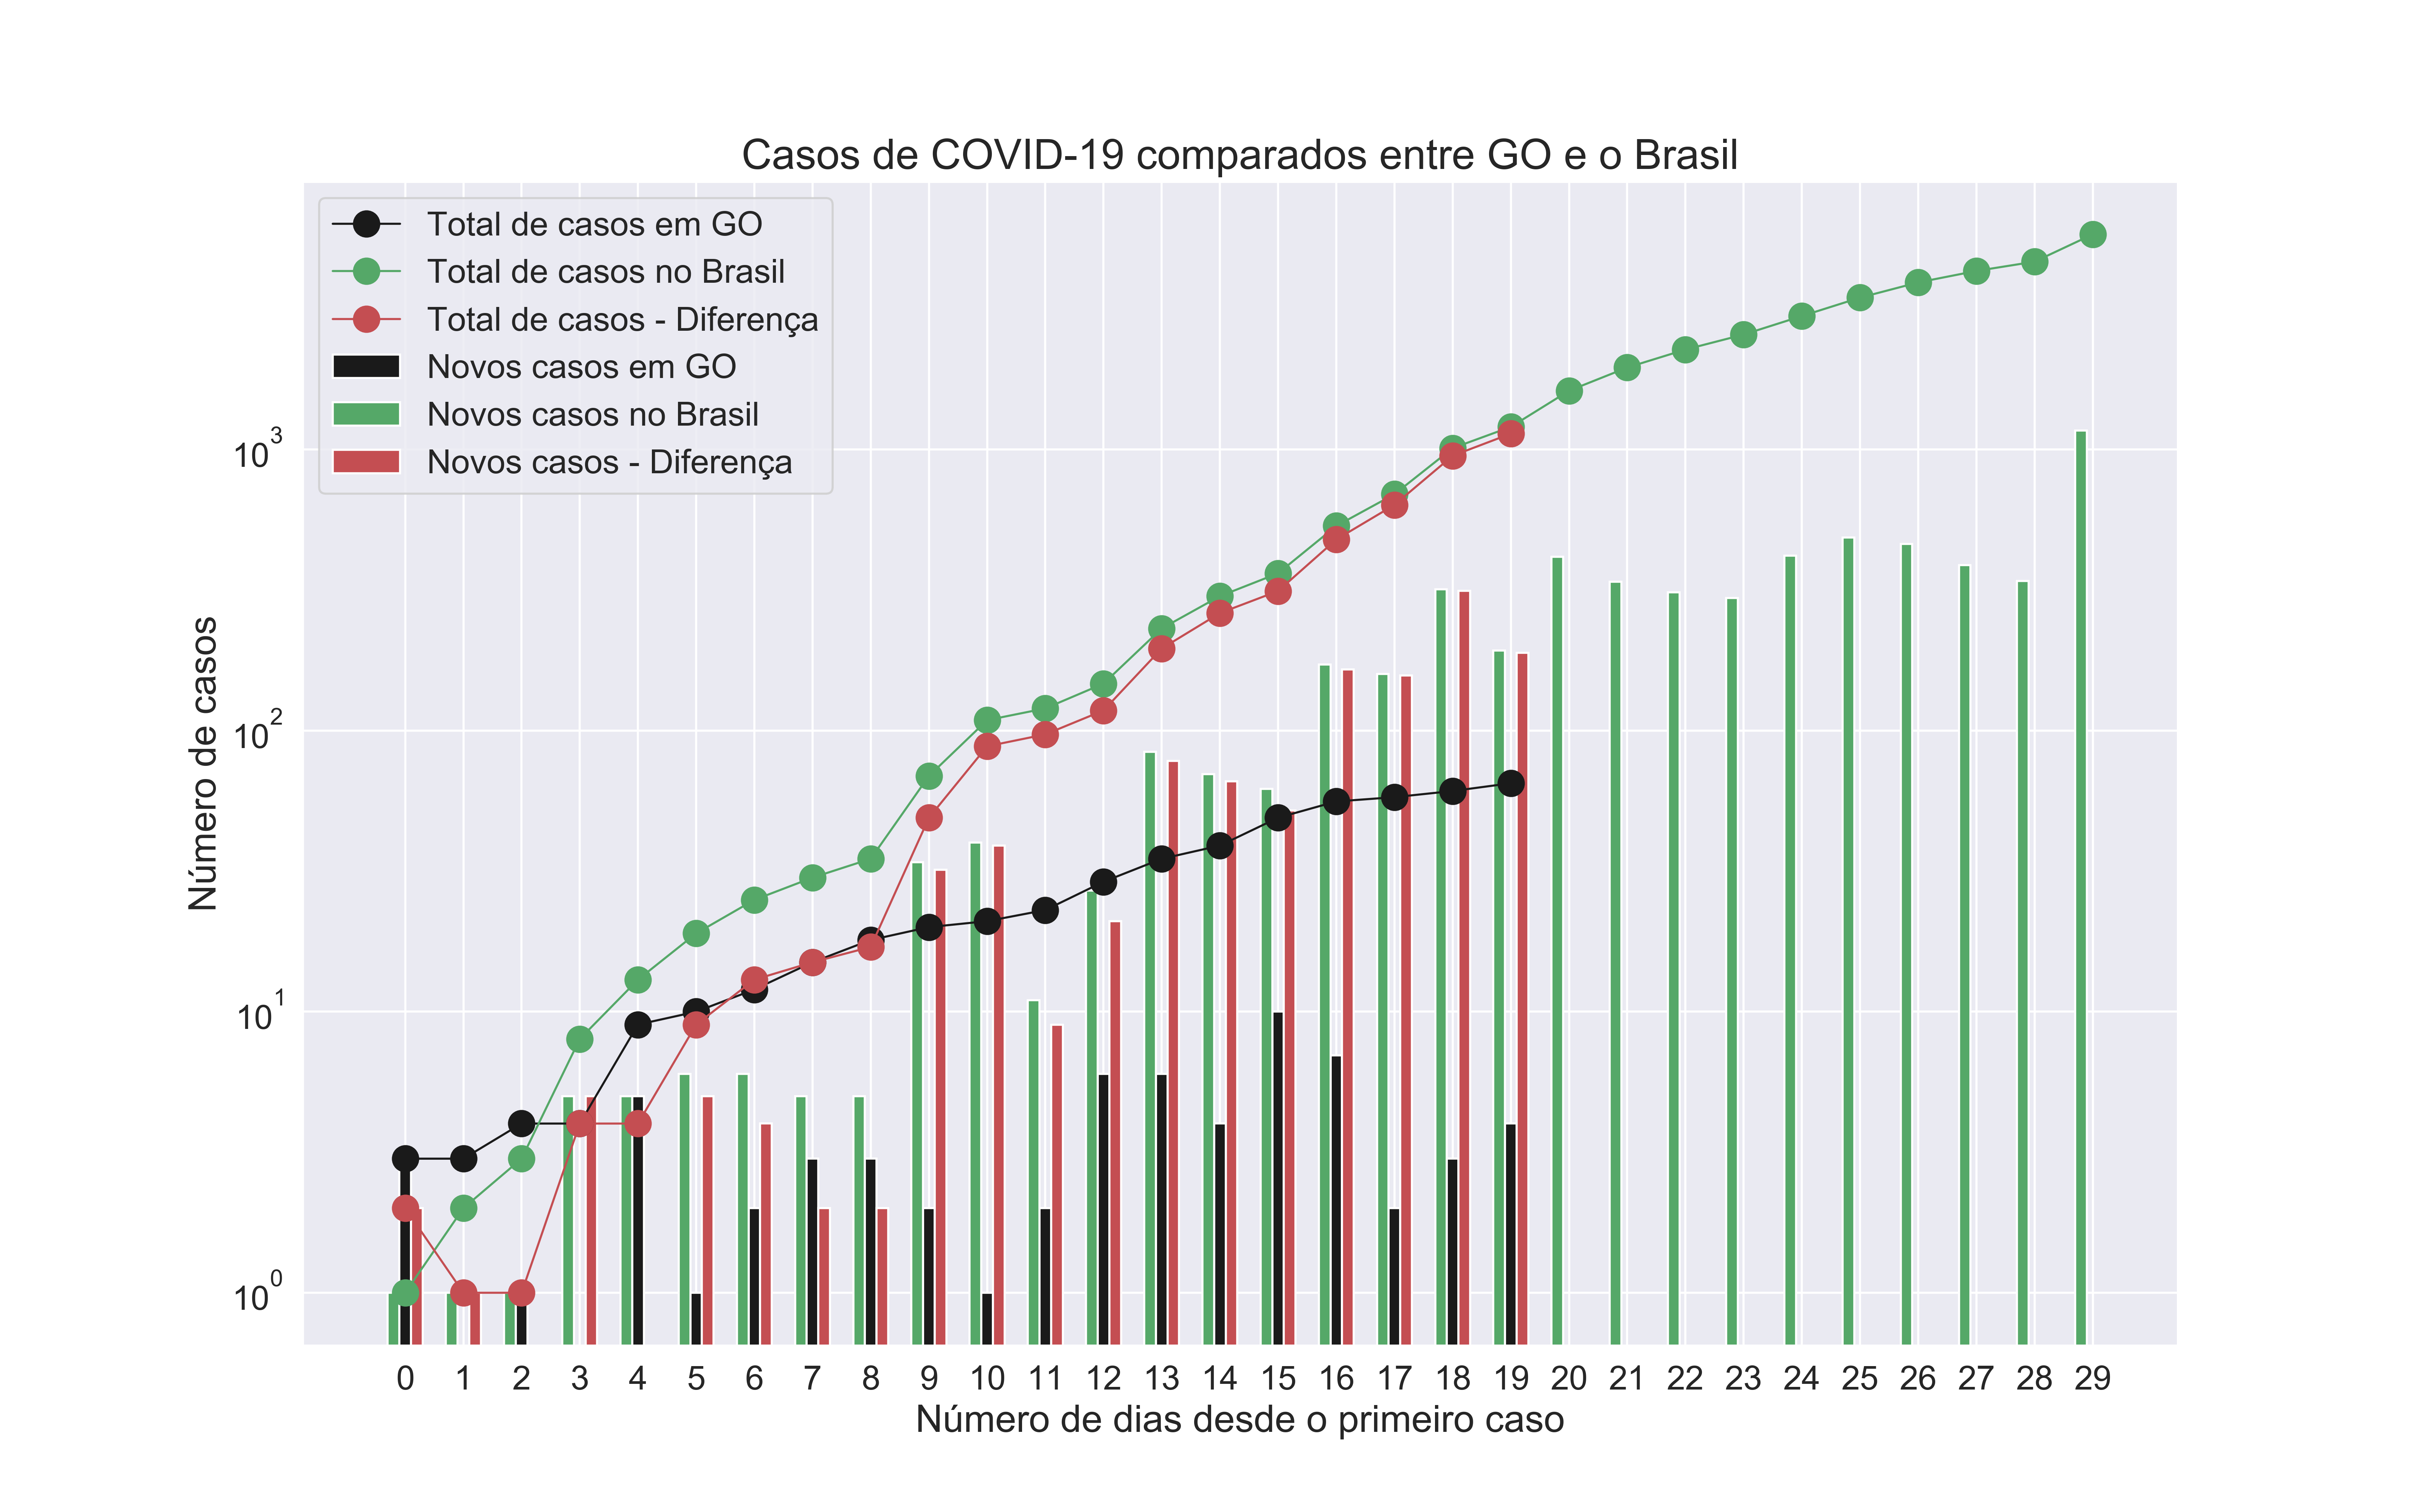 Casos de COVID-19 comparados entre GO e o Brasil
Total de casos em GO
Total de casos no Brasil
Total de casos - Diferença
Novos casos em GO
Novos casos no Brasil
Novos casos - Diferença
Número de casos
10³
10²
10¹
10⁰
0 1 2 3 4 5 6 7 8 9 10 11 12 13 14 15 16 17 18 19 20 21 22 23 24 25 26 27 28 29
Número de dias desde o primeiro caso